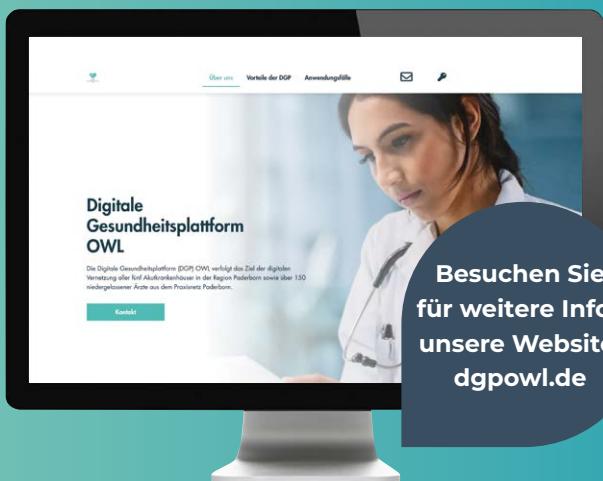 Über uns Vorteile der DGP Anwendungsfälle
Digitale
Gesundheitsplattform
OWL
Die Digitale Gesundheitsplattform (DGP) OWL verfolgt das Ziel der digitalen
Vernetzung aller fünf Akutkrankenhäuser in der Region Paderborn sowie über 150
niedergelassener Ärzte aus dem Praxisnetz Paderborn.
Kontakt
Besuchen Sie
für weitere Info
unsere Website
dgpowl.de